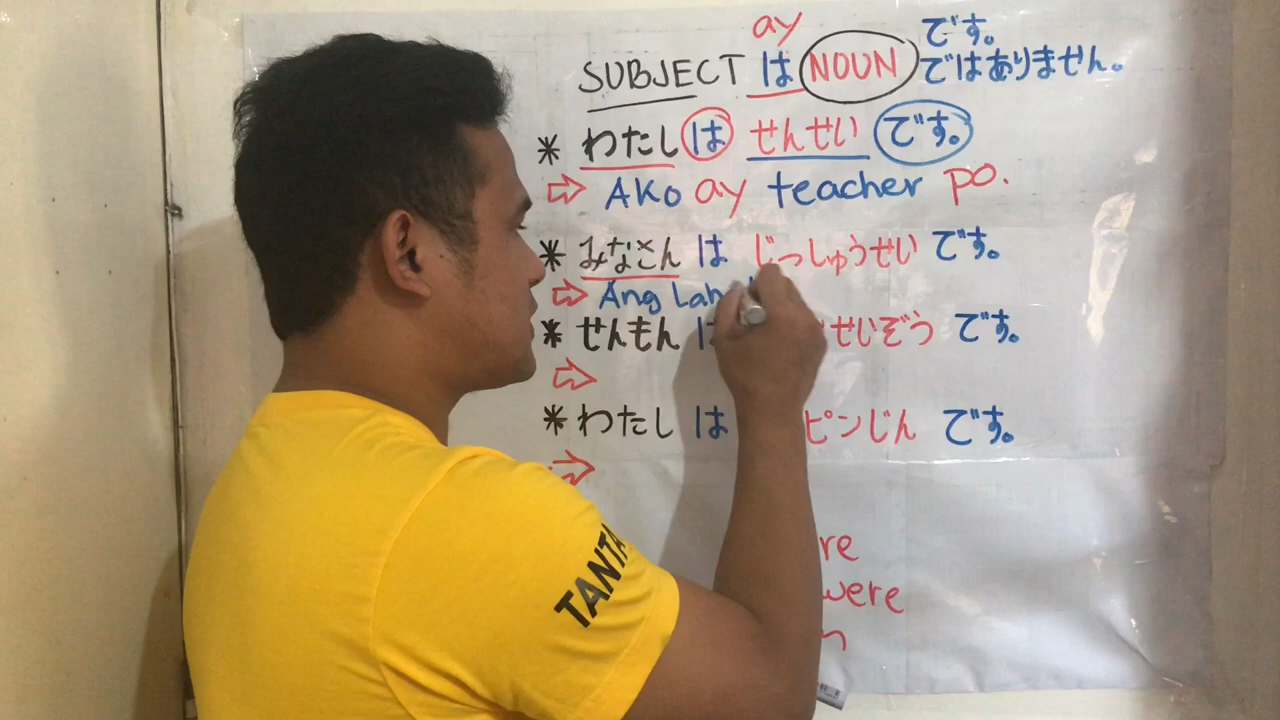 ay
SUBJECT は NOUN です。
ではありません。
* わたし は せんせい です。
⇨ Ako ay teacher po.
* みなさん は じっしゅうせい です。
⇨ Ang Lah
* せんもん は せいぞう です。
⇨
* わたし は ピンじん です。
⇨
re
were
TANTA